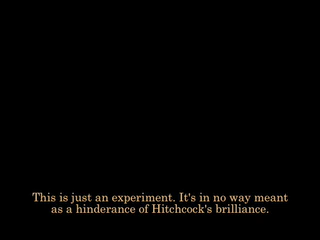 This is just an experiment. It's in no way meant
as a hinderance of Hitchcock's brilliance.